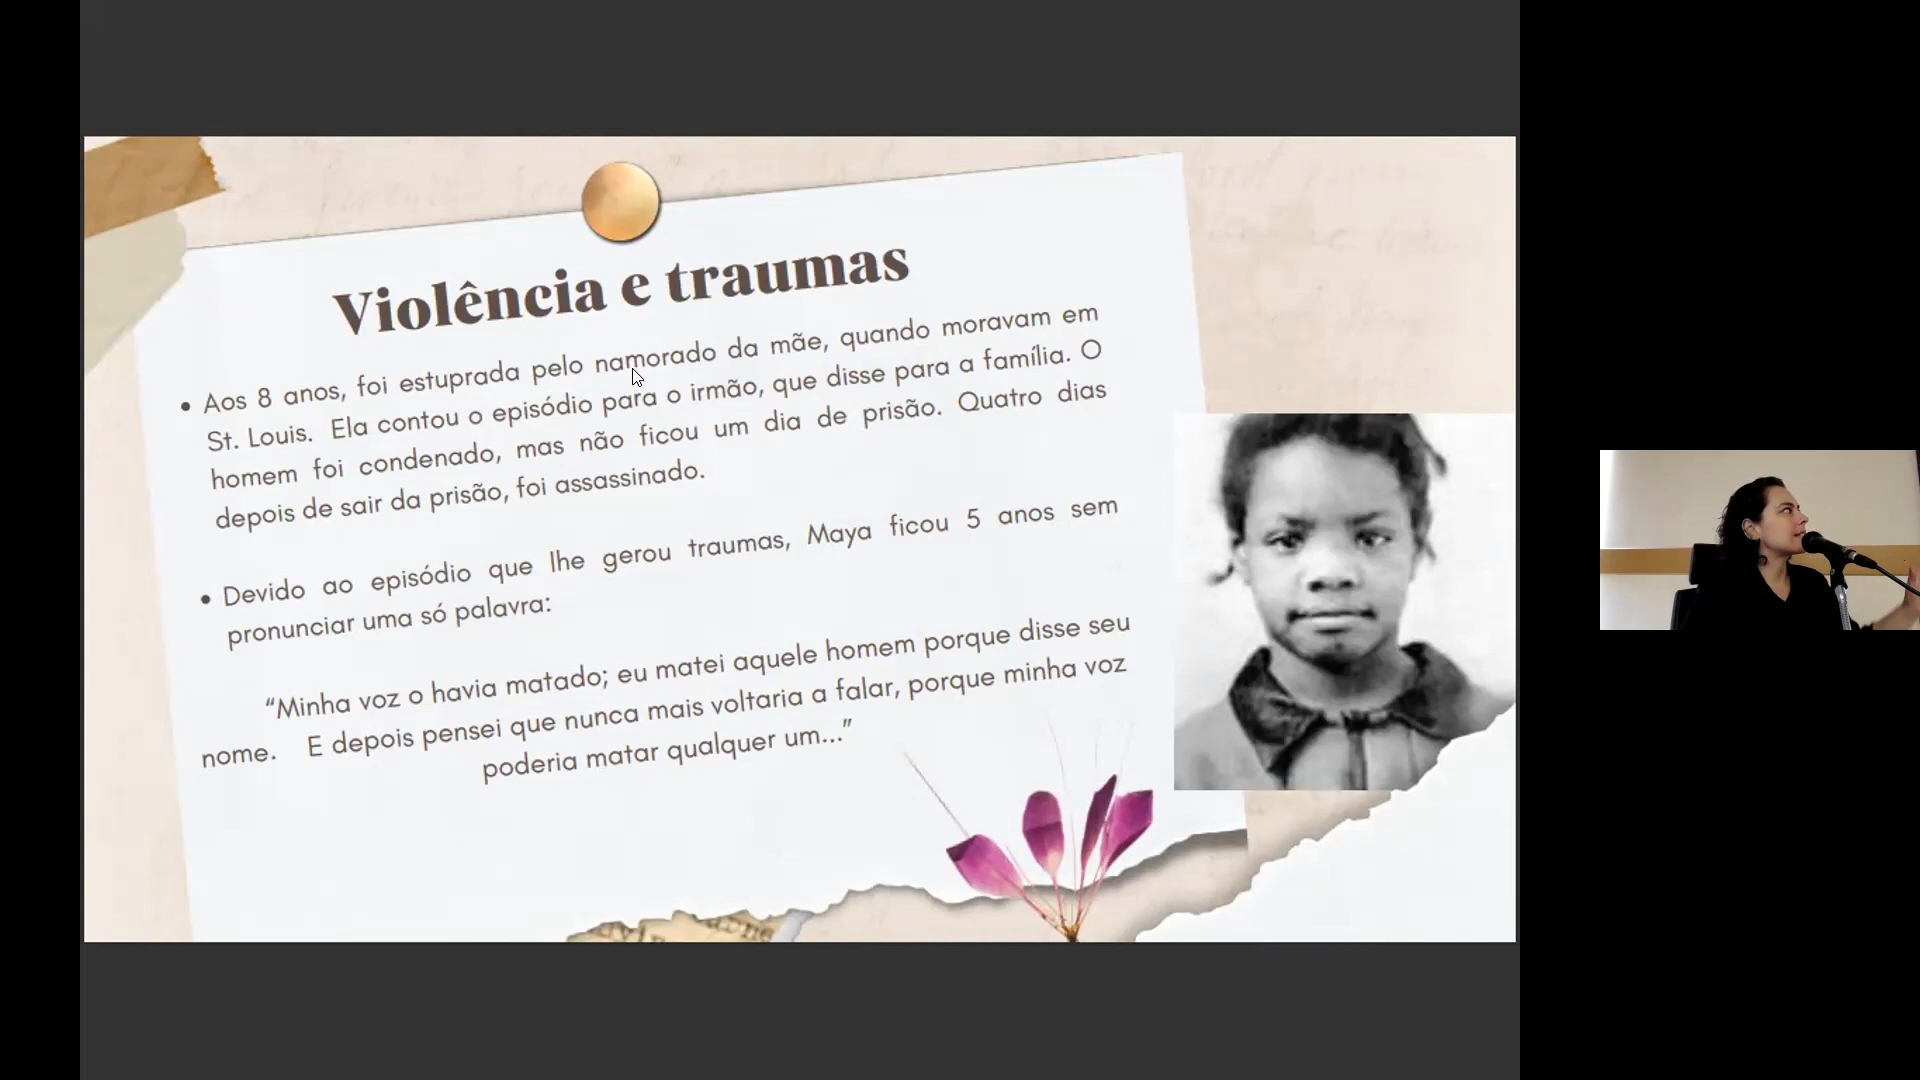 Violência e traumas
• Aos 8 anos, foi estuprada pelo namorado da mãe, quando moravam em
St. Louis. Ela contou o episódio para o irmão, que disse para a família. O
homem foi condenado, mas não ficou um dia de prisão. Quatro dias
depois de sair da prisão, foi assassinado.
• Devido ao episódio que lhe gerou traumas, Maya ficou 5 anos sem
pronunciar uma só palavra:
“Minha voz o havia matado; eu matei aquele homem porque disse seu
nome. E depois pensei que nunca mais voltaria a falar, porque minha voz
poderia matar qualquer um...”